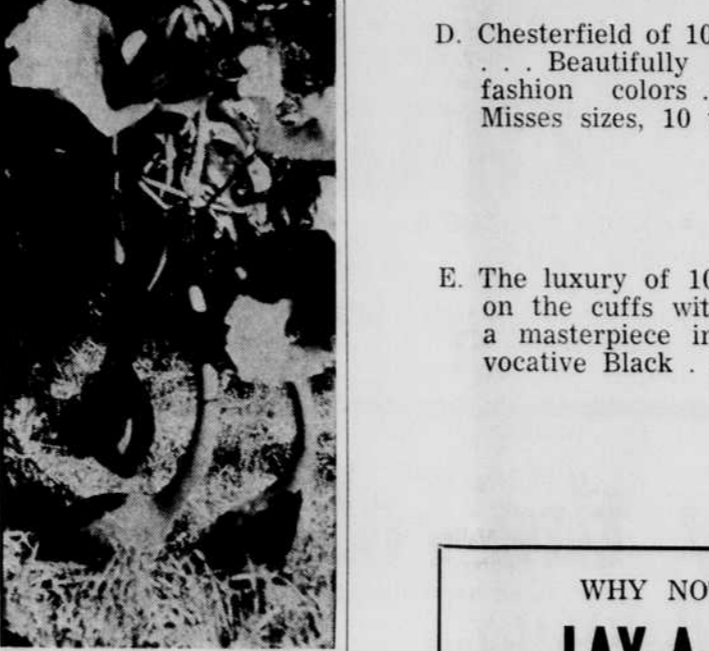 D. Chesterfield of 10
. . . Beautifully
fashion colors .
Misses sizes, 10
E. The luxury of 10
on the cuffs wit
a masterpiece in
vocative Black .
WHY NO
LAY A